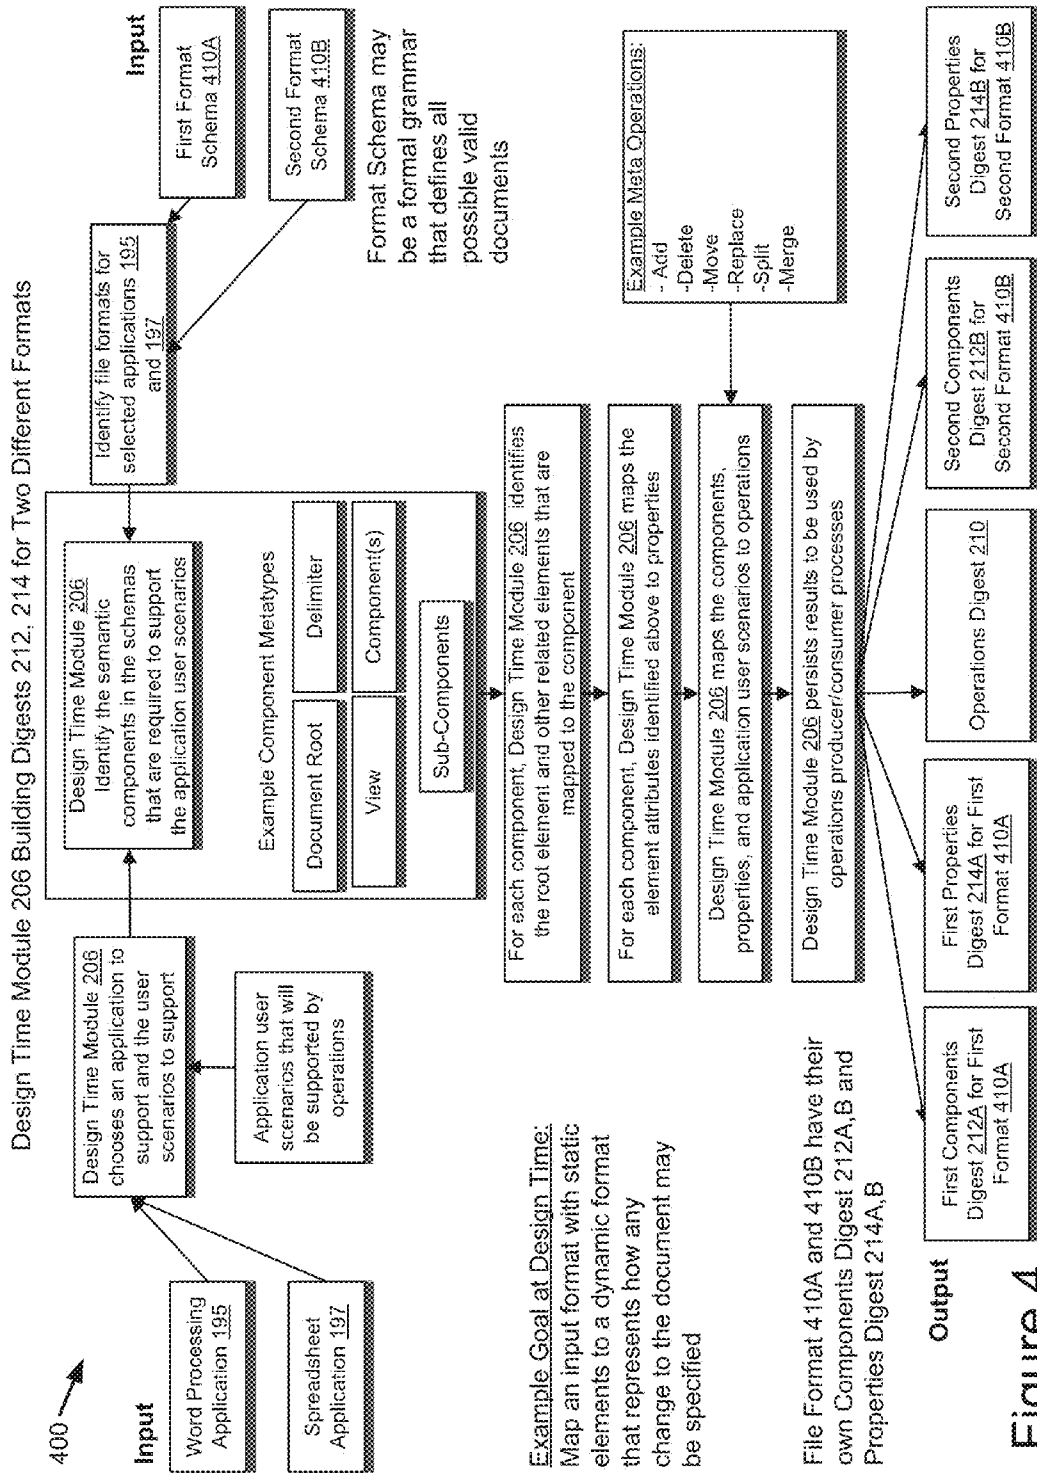 Design Time Module 206 Building Digests 212, 214 for Two Different Formats
400
Input
Word Processing
Application 195
Spreadsheet
Application 197
Design Time Module 206
chooses an application to
support and the user
scenarios to support
Application user
scenarios that will
be supported by
operations
Design Time Module 206
Identify the semantic
components in the schemas
that are required to support
the application user scenarios
Example Component Metatypes
Document Root
Delimiter
View
Component(s)
Sub-Components
Identify file formats for
selected applications 195
and 197
Input
First Format
Schema 410A
Second Format
Schema 410B
Format Schema may
be a formal grammar
that defines all
possible valid
documents
Example Goal at Design Time:
Map an input format with static
elements to a dynamic format
that represents how any
change to the document may
be specified
For each component, Design Time Module 206 identifies
the root element and other related elements that are
mapped to the component
For each component, Design Time Module 206 maps the
element attributes identified above to properties
Design Time Module 206 maps the components,
properties, and application user scenarios to operations
Design Time Module 206 persists results to be used by
operations producer/consumer processes
Example Meta Operations:
- Add
-Delete
-Move
-Replace
-Split
-Merge
File Format 410A and 410B have their
own Components Digest 212A,B and
Properties Digest 214A,B
Output
First Components
Digest 212A for First
Format 410A
First Properties
Digest 214A for First
Format 410A
Operations Digest 210
Second Components
Digest 212B for
Second Format 410B
Second Properties
Digest 214B for
Second Format 410B
Figure 4